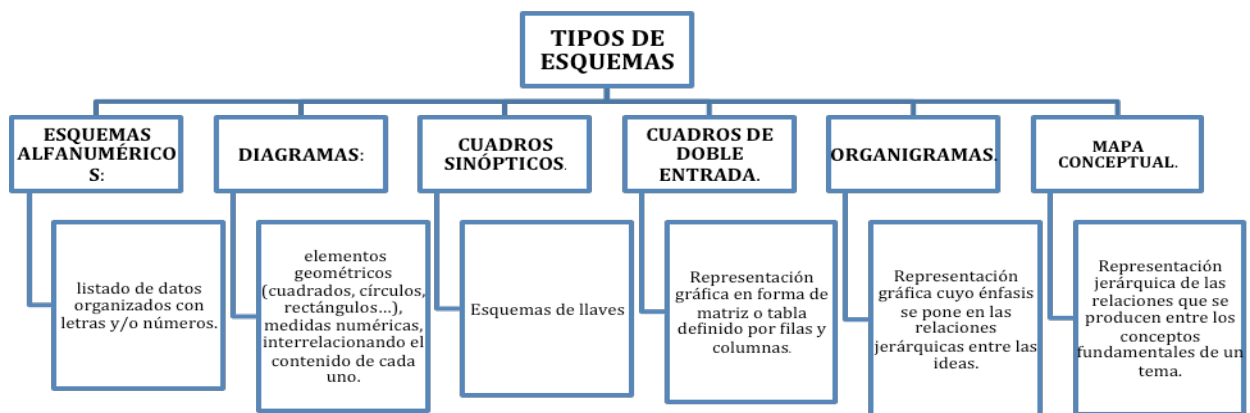 TIPOS DE
ESQUEMAS
ESQUEMAS
ALFANUMÉRICO
S:
DIAGRAMAS:
CUADROS
SINÓPTICOS.
CUADROS DE
DOBLE
ENTRADA.
ORGANIGRAMAS.
MAPA
CONCEPTUAL.
listado de datos
organizados con
letras y/o números.
elementos
geométricos
(cuadrados, círculos,
rectángulos...),
medidas numéricas,
interrelacionando el
contenido de cada
uno.
Esquemas de llaves
Representación
gráfica en forma de
matriz o tabla
definido por filas y
columnas.
Representación
gráfica cuyo énfasis
se pone en las
relaciones
jerárquicas entre las
ideas.
Representación
jerárquica de las
relaciones que se
producen entre los
conceptos
fundamentales de un
tema.